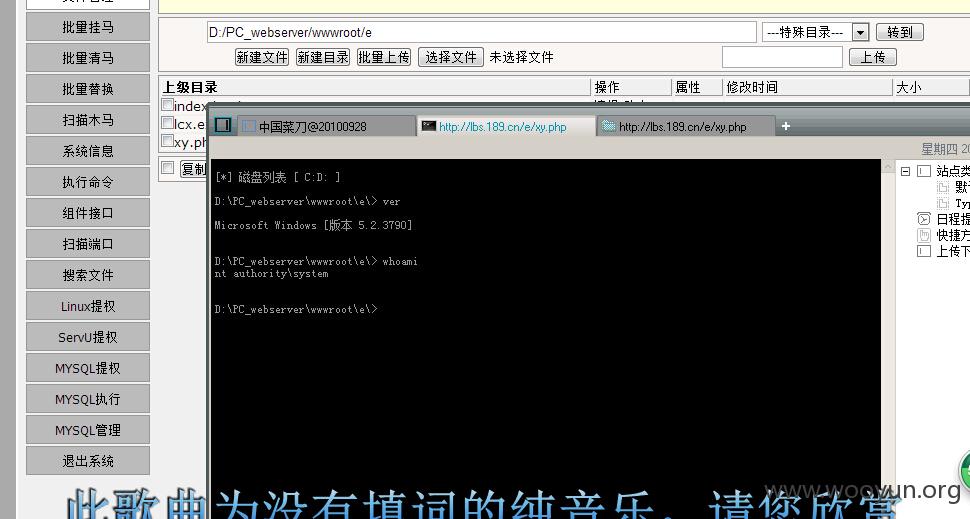 批量挂马
批量清马
批量替换
扫描木马
系统信息
执行命令
组件接口
扫描端口
搜索文件
Linux提权
ServU提权
MYSQL提权
MYSQL执行
MYSQL管理
退出系统
D:/PC_webserver/wwwroot/e
---特殊目录---
转到
新建文件
新建目录
批量上传
选择文件
未选择文件
上传
上级目录
操作
属性
修改时间
大小
index
lcx.e
xy.ph
复制
中国菜刀@20100928
http://lbs.189.cn/e/xy.php
http://lbs.189.cn/e/xy.php
星期四 20
[*] 磁盘列表 [ C:D: ]
D:\PC_webserver\wwwroot\e\> ver
Microsoft Windows [版本 5.2.3790]
D:\PC_webserver\wwwroot\e\> whoami
nt authority\system
D:\PC_webserver\wwwroot\e\>
站点类
默
Typ
日程提
快捷方
上传下
此歌曲为没有填词的纯音乐，请您欣赏
www.wooyun.org